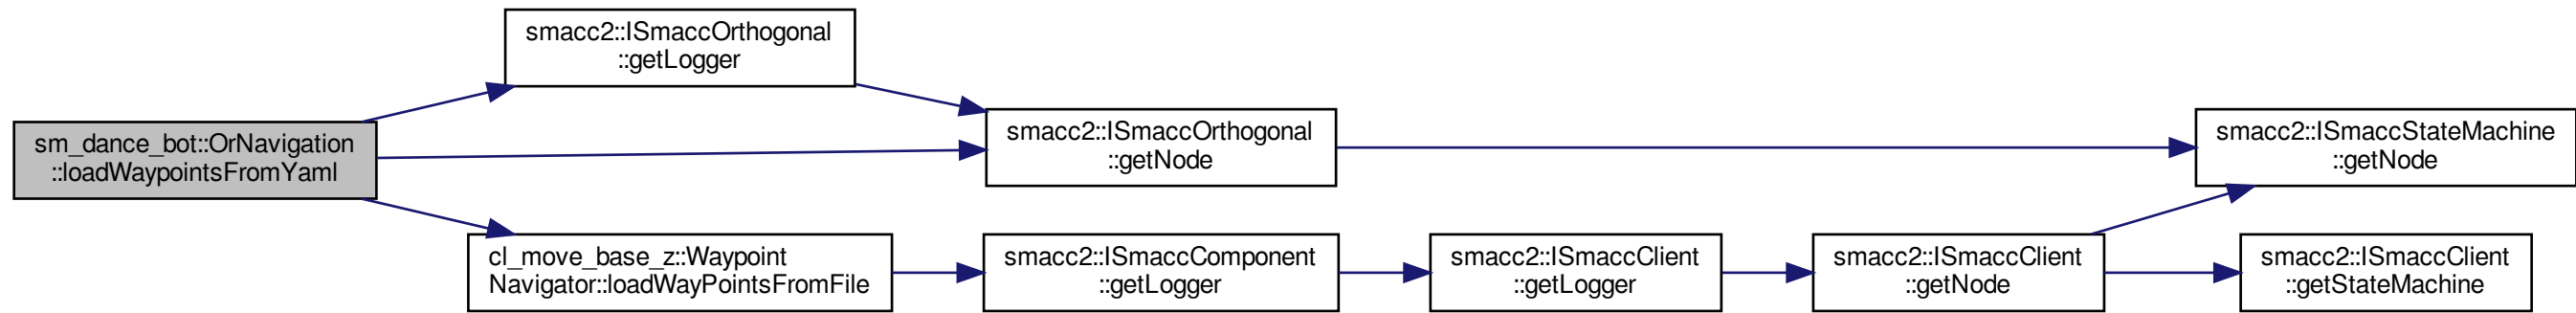 smacc2::ISmaccOrthogonal
::getLogger
sm_dance_bot::OrNavigation
::loadWaypointsFromYaml
smacc2::ISmaccOrthogonal
::getNode
smacc2::ISmaccStateMachine
::getNode
cl_move_base_z::Waypoint
Navigator::loadWayPointsFromFile
smacc2::ISmaccComponent
::getLogger
smacc2::ISmaccClient
::getLogger
smacc2::ISmaccClient
::getNode
smacc2::ISmaccClient
::getStateMachine